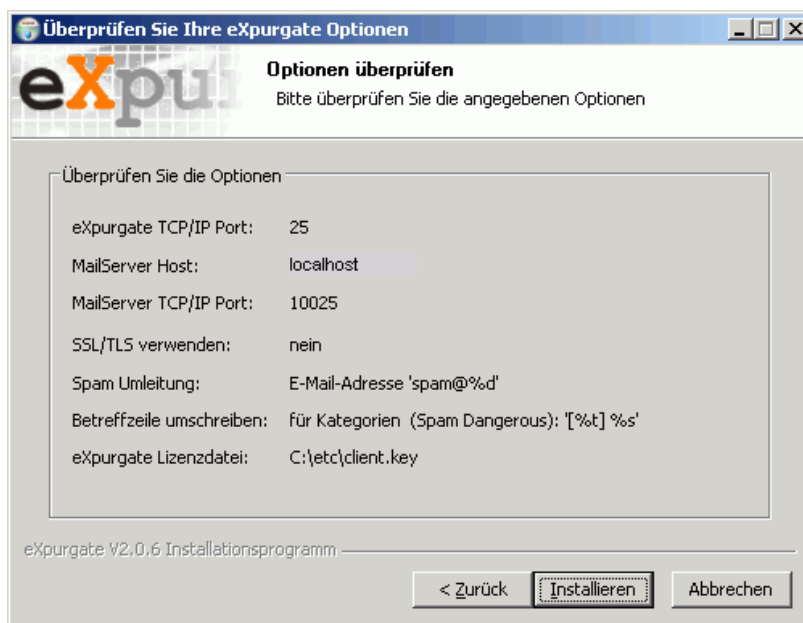 Überprüfen Sie Ihre eXpurgate Optionen
eXpu
Optionen überprüfen
Bitte überprüfen Sie die angegebenen Optionen
Überprüfen Sie die Optionen
eXpurgate TCP/IP Port: 25
MailServer Host: localhost
MailServer TCP/IP Port: 10025
SSL/TLS verwenden: nein
Spam Umleitung: E-Mail-Adresse 'spam@%d'
Betreffzeile umschreiben: für Kategorien (Spam Dangerous): '[%t] %s'
eXpurgate Lizenzdatei: C:\etc\client.key
eXpurgate V2.0.6 Installationsprogramm
< Zurück Installieren Abbrechen